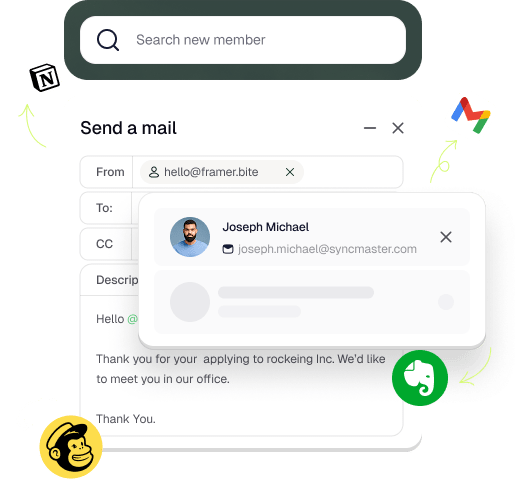 Search new member
N
Send a mail
From hello@framer.bite
To:
Joseph Michael
joseph.michael@syncmaster.com
CC
Descrip
Hello @
Thank you for your applying to rockeing Inc. We'd like
to meet you in our office.
Thank You.